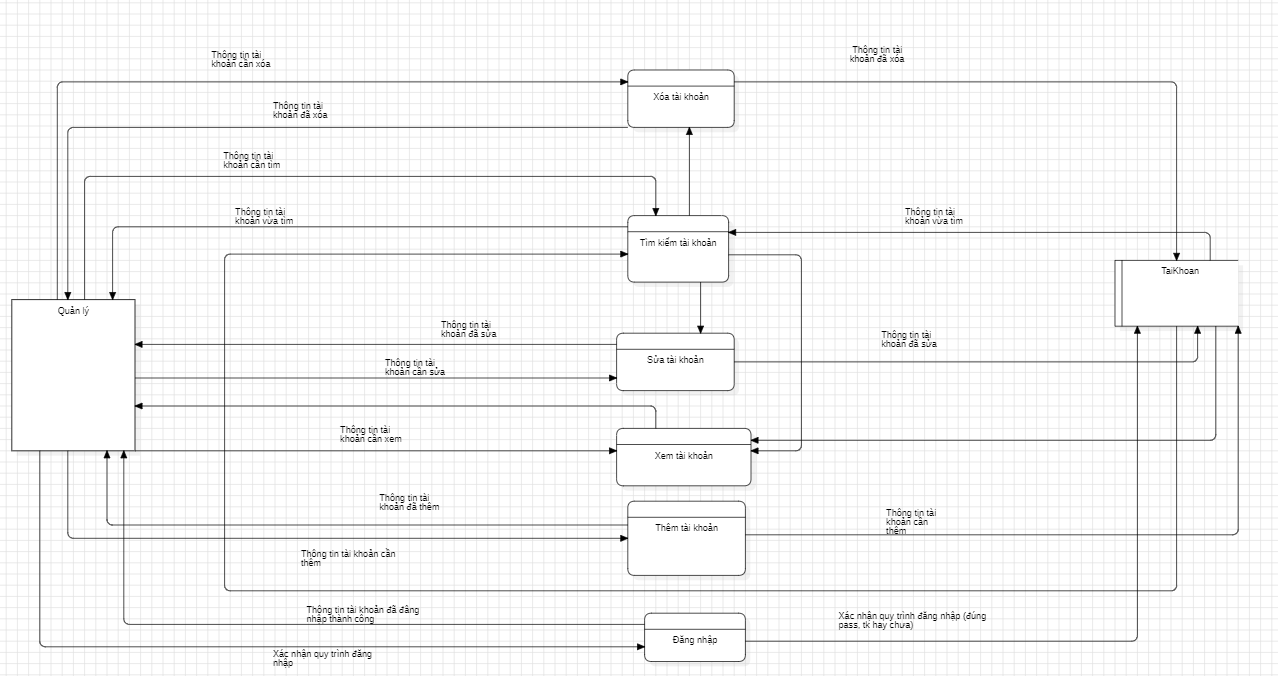 Thông tin tài
khoản cần xóa
Thông tin tài
khoản đã xóa
Xóa tài khoản
Thông tin tài
khoản đã xóa
Thông tin tài
khoản cần tìm
Thông tin tài
khoản vừa tìm
Tìm kiếm tài khoản
Thông tin tài
khoản vừa tìm
TaiKhoan
Quản lý
Thông tin tài
khoản đã sửa
Thông tin tài
khoản cần sửa
Sửa tài khoản
Thông tin tài
khoản đã sửa
Thông tin tài
khoản cần xem
Xem tài khoản
Thông tin tài
khoản đã thêm
Thêm tài khoản
Thông tin tài
khoản cần
thêm
Thông tin tài khoản cần
thêm
Thông tin tài khoản đã đăng
nhập thành công
Đăng nhập
Xác nhận quy trình đăng nhập (đúng
pass, tk hay chưa)
Xác nhận quy trình đăng
nhập